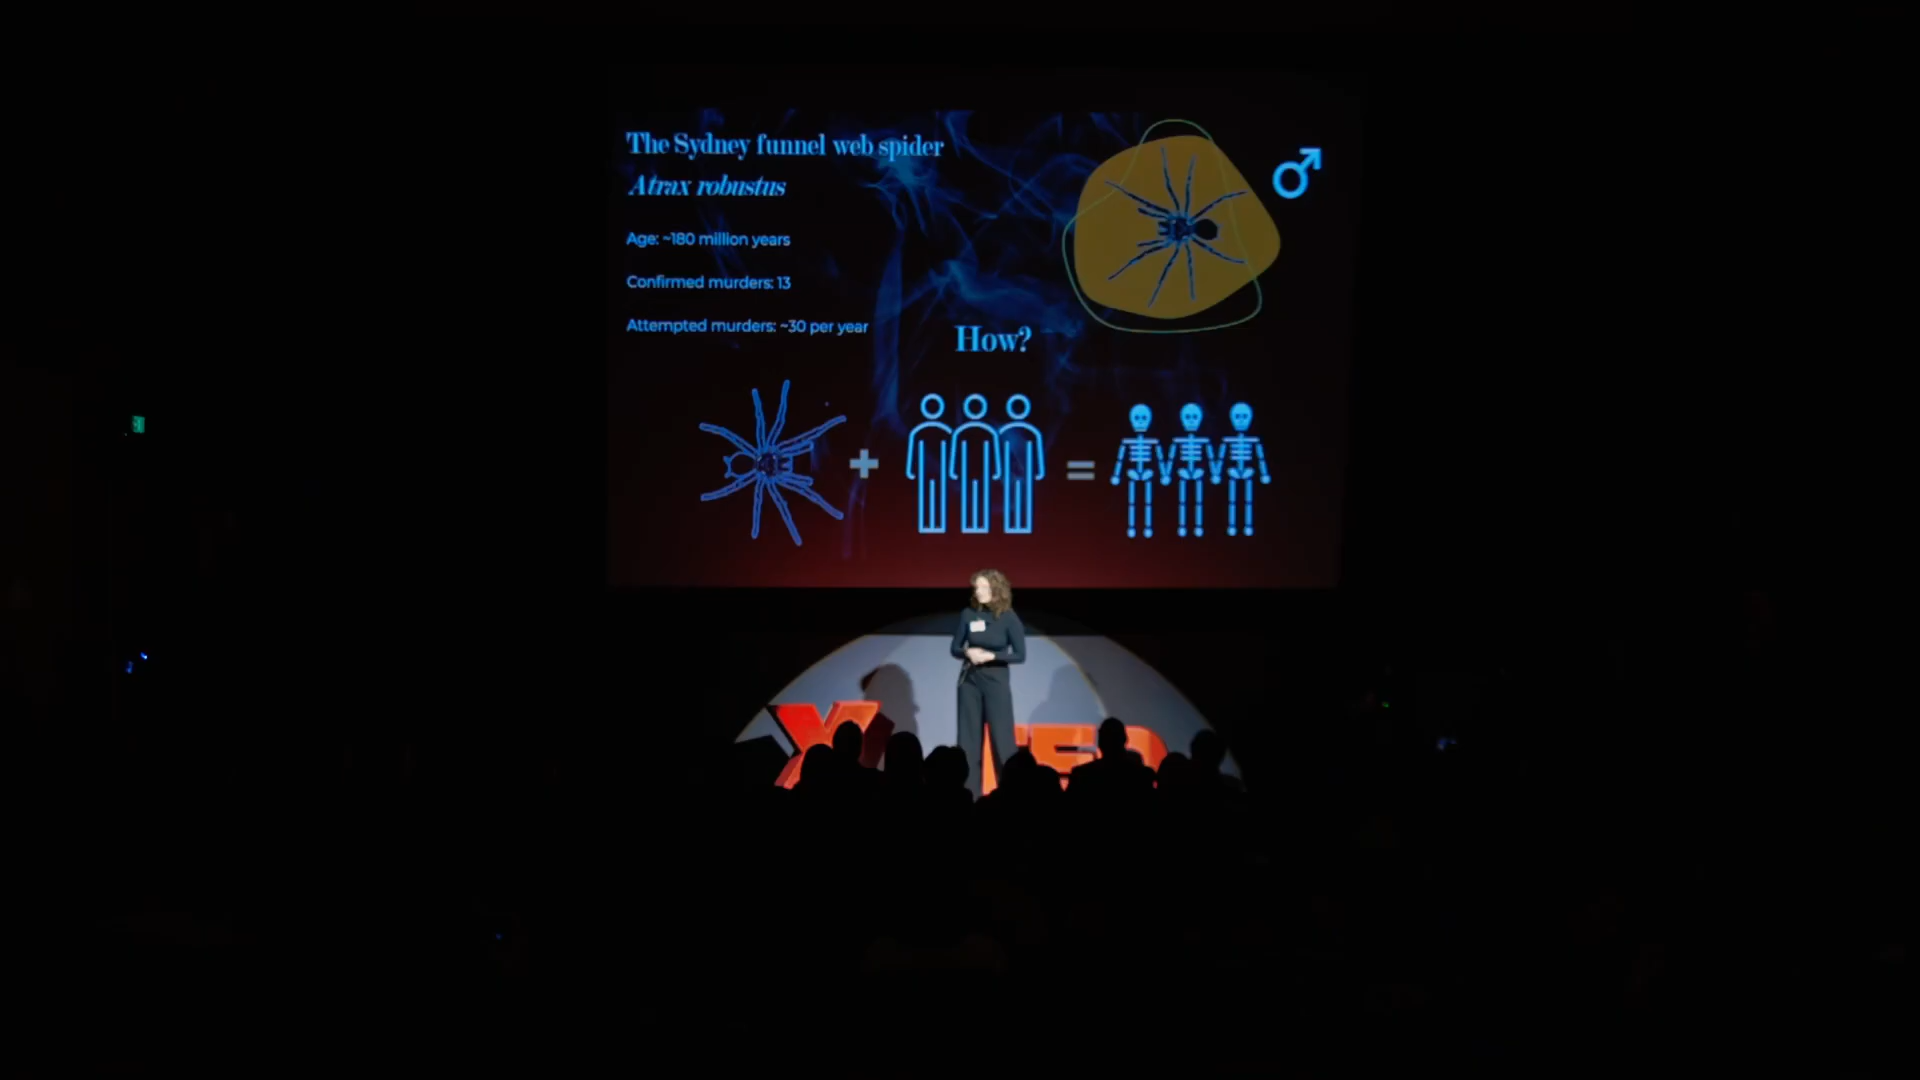 The Sydney funnel web spider
Atrax robustus
Age: ~180 million years
Confirmed murders: 13
Attempted murders: ~30 per year
How?
+
=
X TED